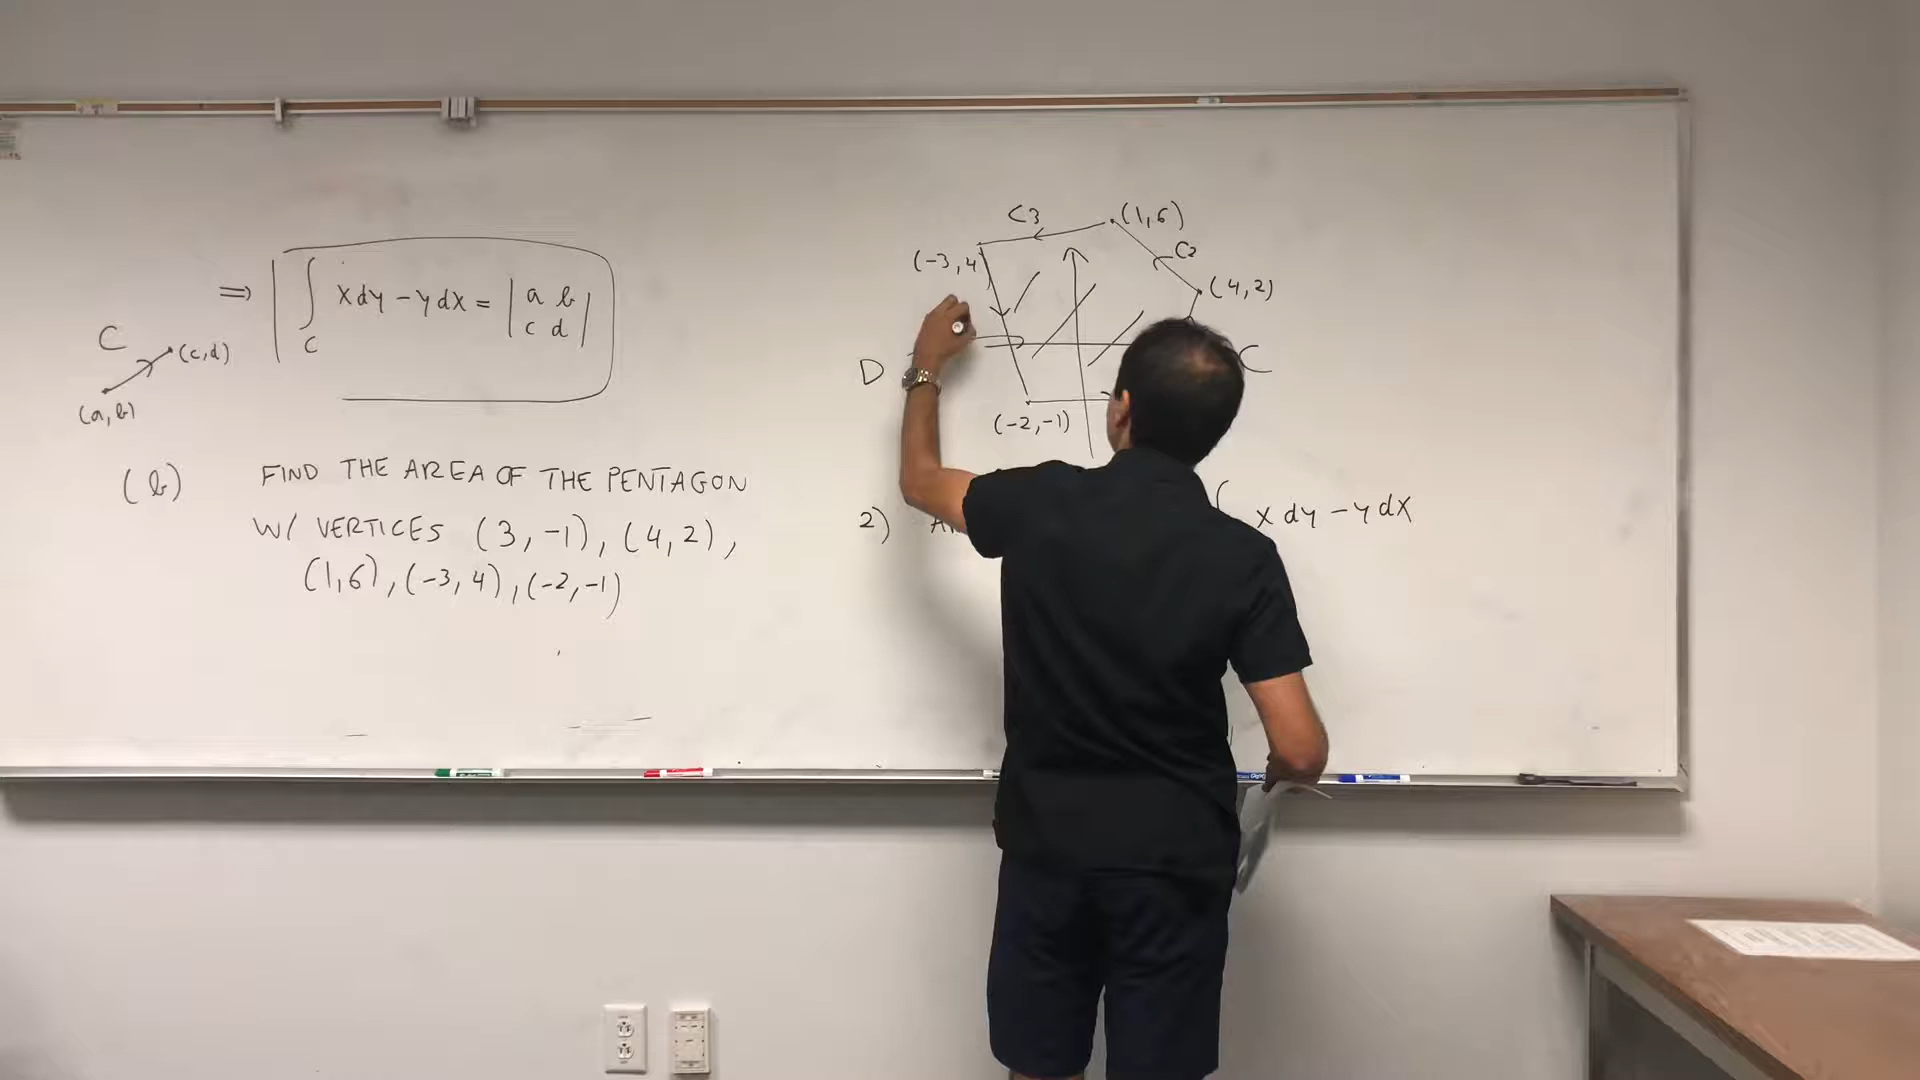 ⇒ ∫_C x dy − y dx = | a b |
| c d |
C
(c,d)
(a,b)
(b) FIND THE AREA OF THE PENTAGON
W/ VERTICES (3, -1), (4, 2),
(1,6), (-3, 4), (-2, -1)
C3
(1,6)
C2
(-3,4
(4,2)
D
C
(-2,-1)
2)
x dy − y dx